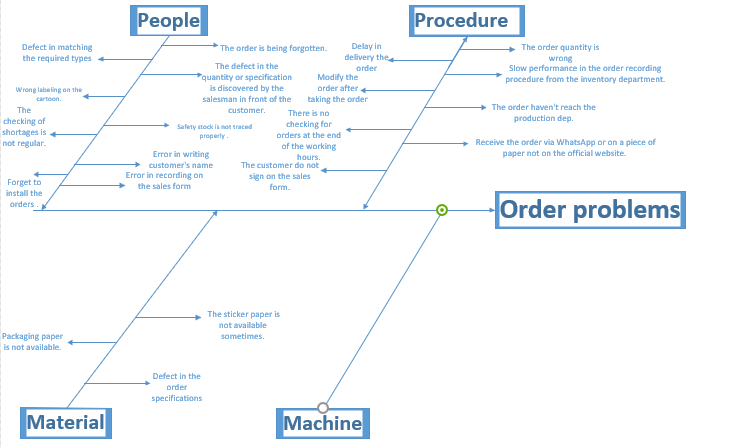 People
Procedure
Defect in matching
the required types
The order is being forgotten.
Wrong labeling on the
cartoon.
The defect in the
quantity or specification
is discovered by the
salesman in front of the
customer.
The
checking of
shortages is
not regular.
Safety stock is not traced
properly .
Error in writing
customer's name
Forget to
install the
orders .
Error in recording on
the sales form
Delay in
delivery the
order
The order quantity is
wrong
Modify the
order after
taking the order
Slow performance in the order recording
procedure from the inventory department.
There is no
checking for
orders at the end
of the working
hours.
The order haven't reach the
production dep.
The customer do not
sign on the sales
form.
Receive the order via WhatsApp or on a piece of
paper not on the official website.
Order problems
The sticker paper is
not available
sometimes.
Packaging paper
is not available.
Defect in the
order
specifications
Material
Machine